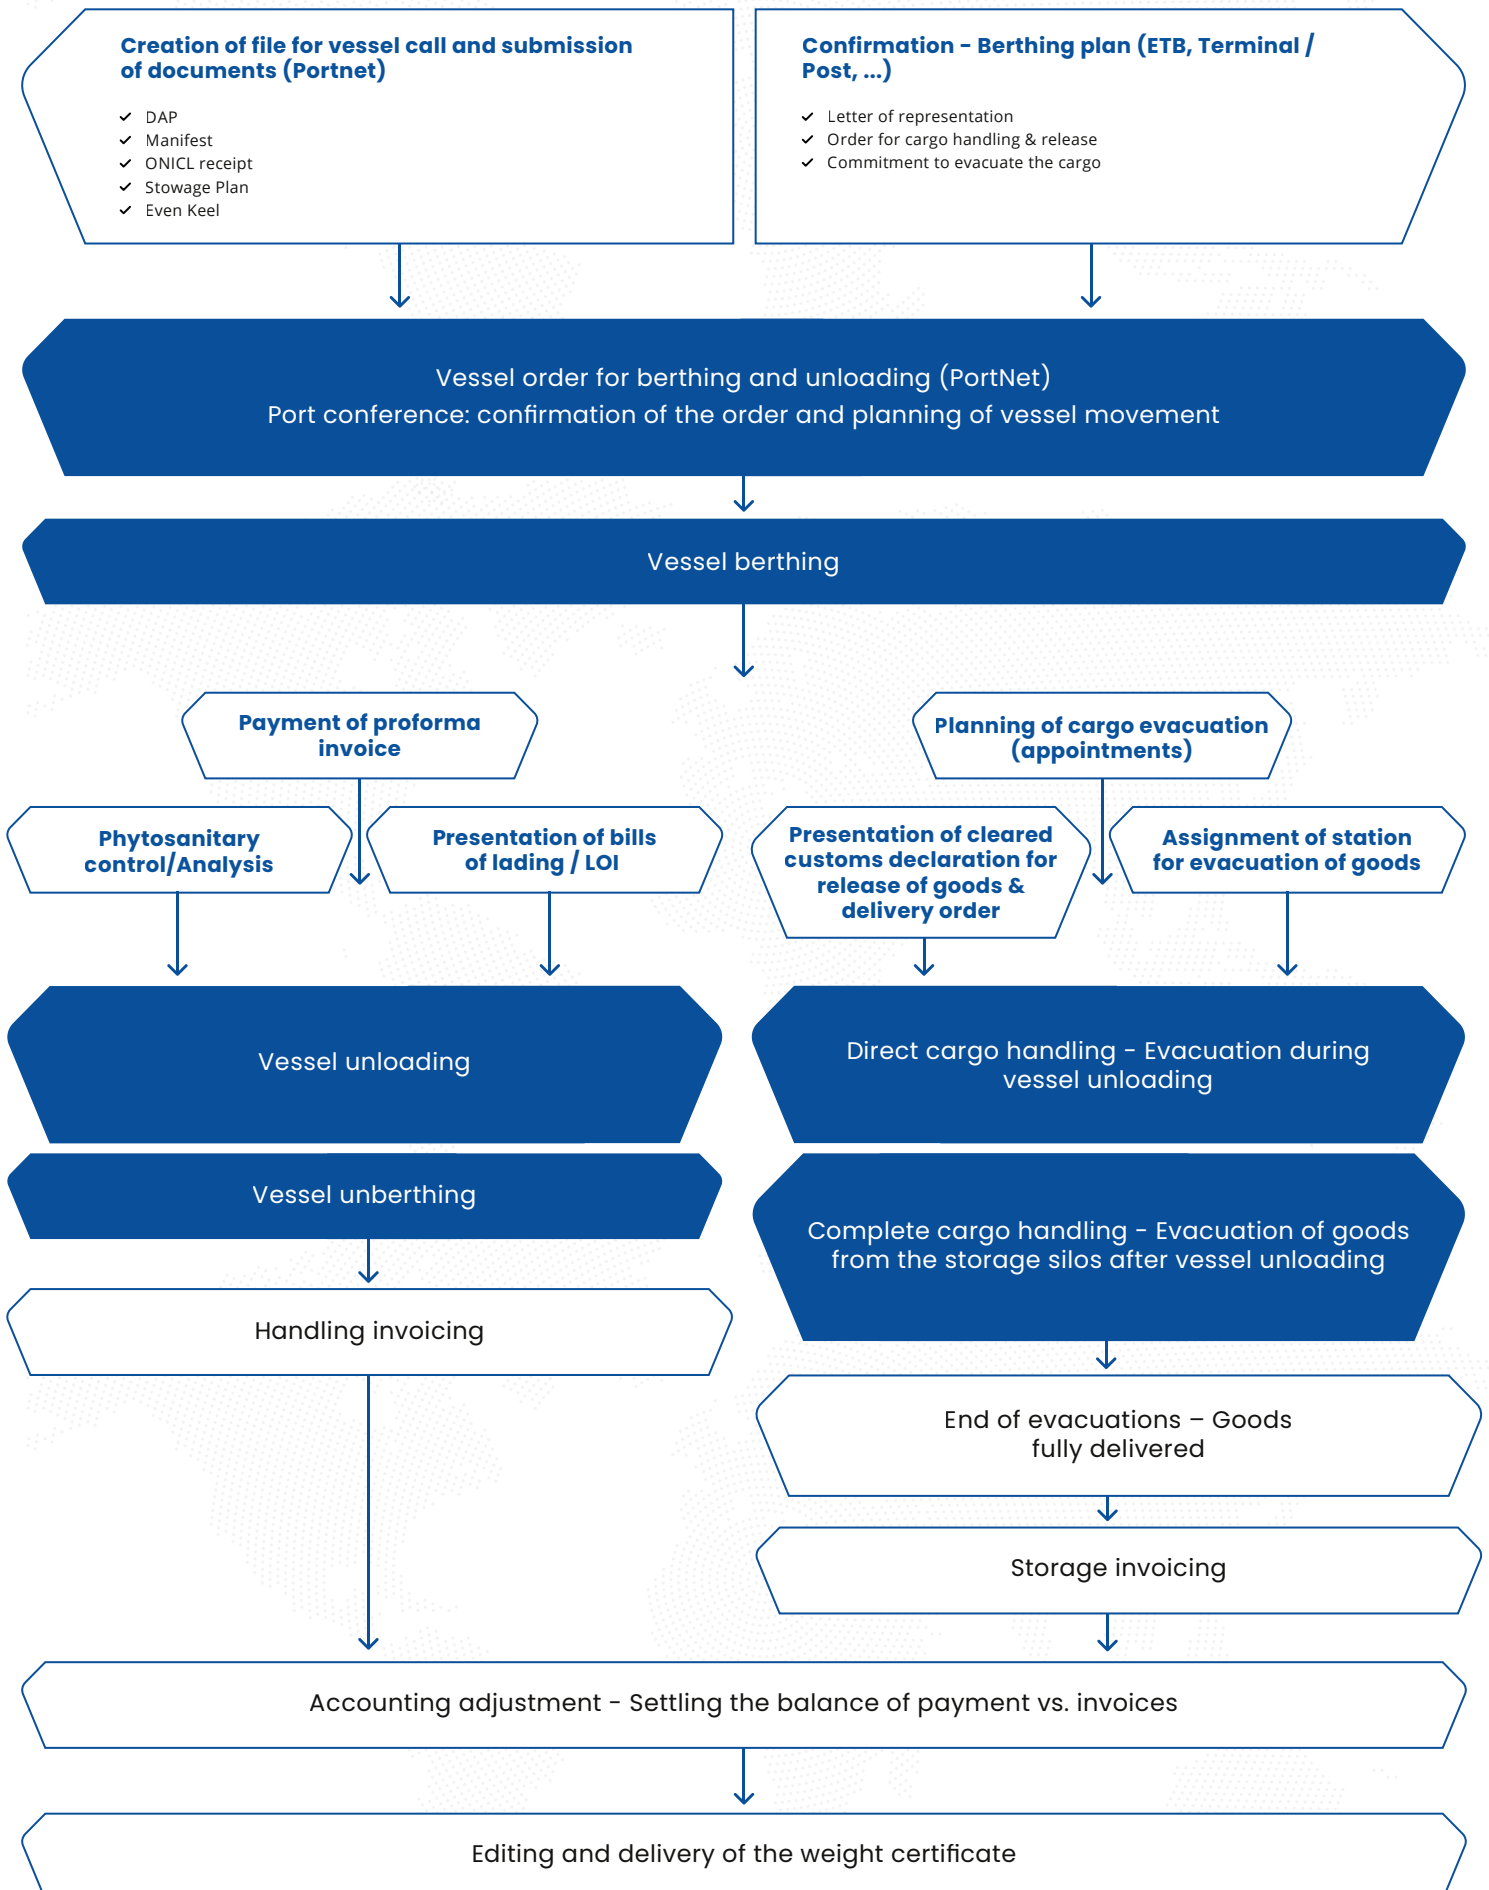 Creation of file for vessel call and submission
of documents (Portnet)
DAP
Manifest
ONICL receipt
Stowage Plan
Even Keel
Confirmation - Berthing plan (ETB, Terminal /
Post, ...)
Letter of representation
Order for cargo handling & release
Commitment to evacuate the cargo
Vessel order for berthing and unloading (PortNet)
Port conference: confirmation of the order and planning of vessel movement
Vessel berthing
Payment of proforma
invoice
Phytosanitary
control/Analysis
Presentation of bills
of lading / LOI
Planning of cargo evacuation
(appointments)
Presentation of cleared
customs declaration for
release of goods &
delivery order
Assignment of station
for evacuation of goods
Vessel unloading
Direct cargo handling - Evacuation during
vessel unloading
Vessel unberthing
Complete cargo handling - Evacuation of goods
from the storage silos after vessel unloading
Handling invoicing
End of evacuations – Goods
fully delivered
Storage invoicing
Accounting adjustment - Settling the balance of payment vs. invoices
Editing and delivery of the weight certificate